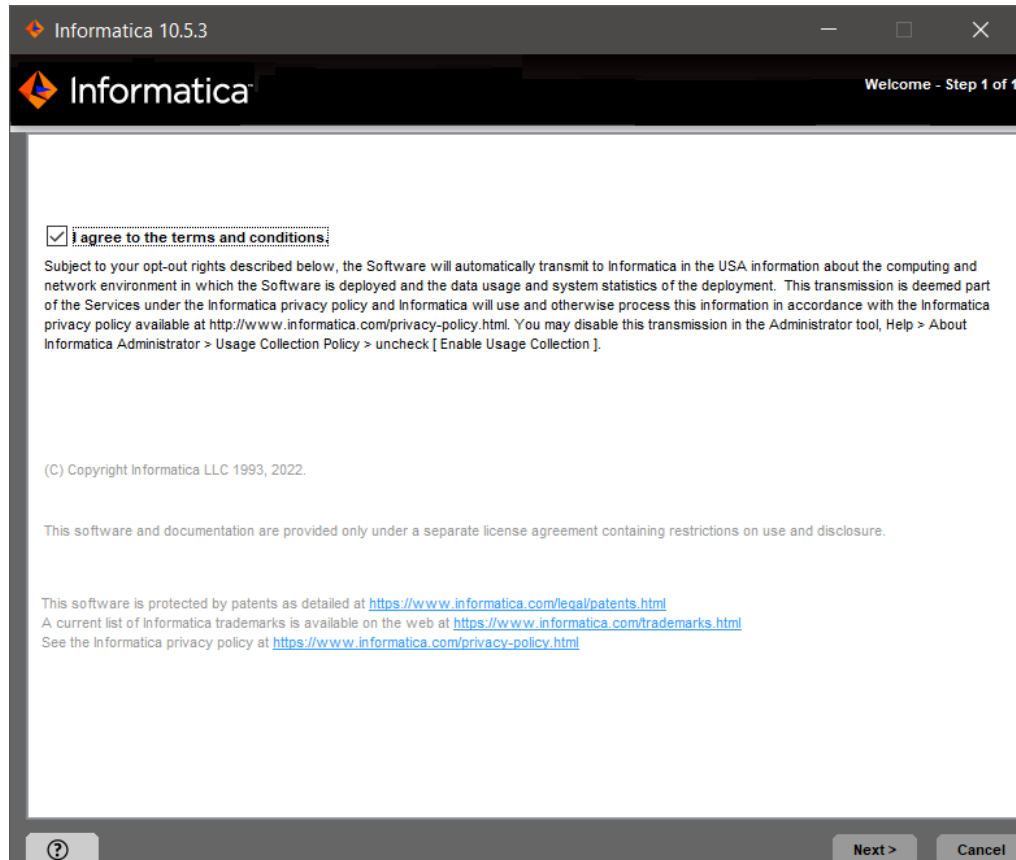 Informatica 10.5.3
Informatica
Welcome - Step 1 of 1
I agree to the terms and conditions.
Subject to your opt-out rights described below, the Software will automatically transmit to Informatica in the USA information about the computing and
network environment in which the Software is deployed and the data usage and system statistics of the deployment.  This transmission is deemed part
of the Services under the Informatica privacy policy and Informatica will use and otherwise process this information in accordance with the Informatica
privacy policy available at http://www.informatica.com/privacy-policy.html. You may disable this transmission in the Administrator tool, Help > About
Informatica Administrator > Usage Collection Policy > uncheck [ Enable Usage Collection ].
(C) Copyright Informatica LLC 1993, 2022.
This software and documentation are provided only under a separate license agreement containing restrictions on use and disclosure.
This software is protected by patents as detailed at https://www.informatica.com/legal/patents.html
A current list of Informatica trademarks is available on the web at https://www.informatica.com/trademarks.html
See the Informatica privacy policy at https://www.informatica.com/privacy-policy.html
?
Next >
Cancel